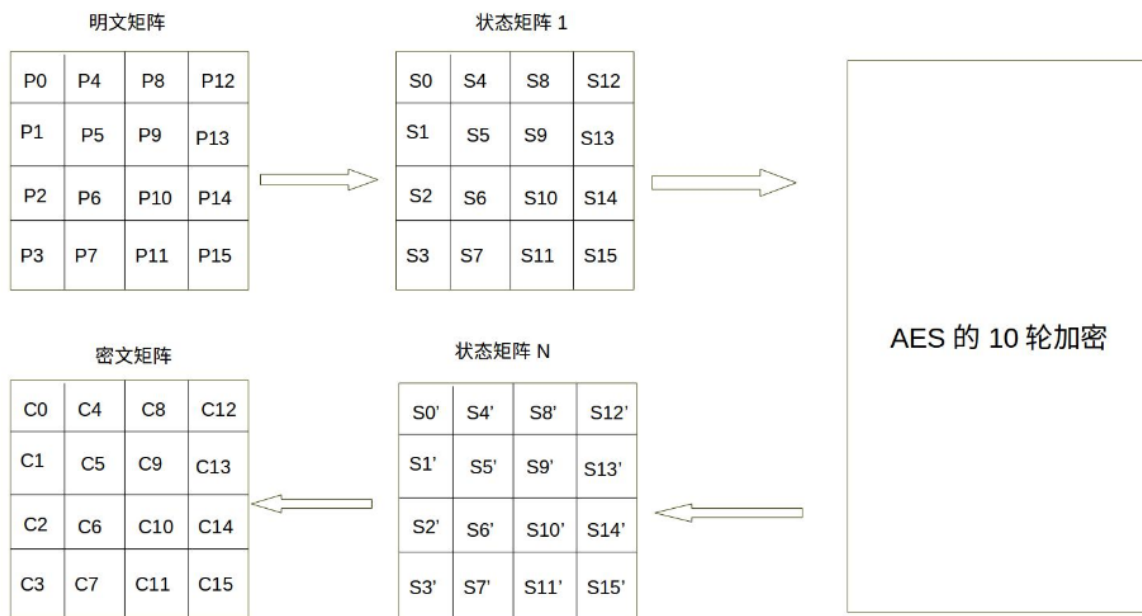 明文矩阵
状态矩阵 1
P0 P4 P8 P12
P1 P5 P9 P13
P2 P6 P10 P14
P3 P7 P11 P15
S0 S4 S8 S12
S1 S5 S9 S13
S2 S6 S10 S14
S3 S7 S11 S15
AES 的 10 轮加密
密文矩阵
状态矩阵 N
C0 C4 C8 C12
C1 C5 C9 C13
C2 C6 C10 C14
C3 C7 C11 C15
S0’ S4’ S8’ S12’
S1’ S5’ S9’ S13’
S2’ S6’ S10’ S14’
S3’ S7’ S11’ S15’